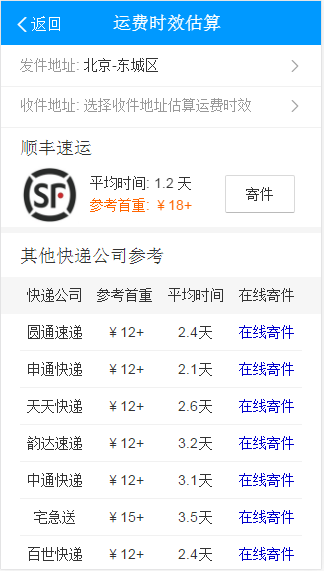 返回 运费时效估算
发件地址: 北京-东城区
收件地址: 选择收件地址估算运费时效
顺丰速运
SF
平均时间: 1.2 天
参考首重: ￥18+
寄件
其他快递公司参考
快递公司 参考首重 平均时间 在线寄件
圆通速递 ￥12+ 2.4天 在线寄件
申通快递 ￥12+ 2.1天 在线寄件
天天快递 ￥12+ 2.6天 在线寄件
韵达速递 ￥12+ 3.2天 在线寄件
中通速递 ￥12+ 3.1天 在线寄件
宅急送 ￥15+ 3.5天 在线寄件
百世快递 ￥12+ 2.4天 在线寄件